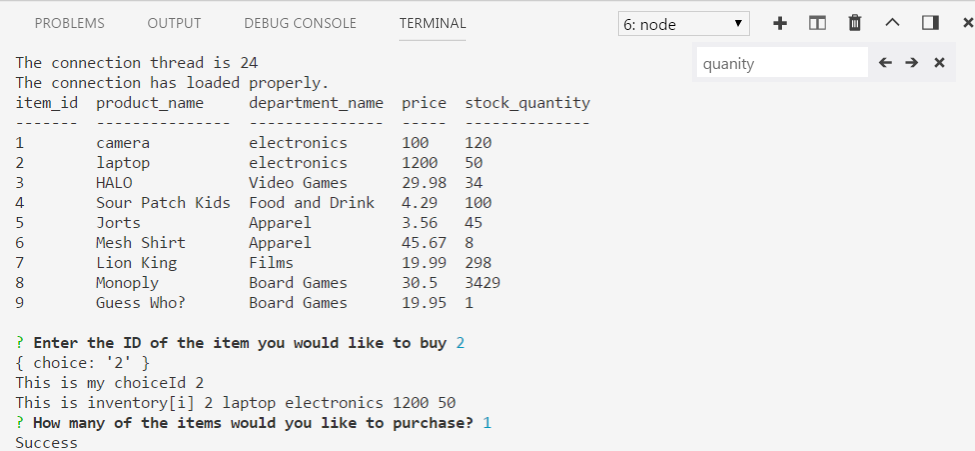 PROBLEMS OUTPUT DEBUG CONSOLE TERMINAL 6: node
quanity
The connection thread is 24
The connection has loaded properly.
item_id  product_name     department_name  price  stock_quantity
-------  ---------------  ---------------  -----  --------------
1        camera           electronics      100    120
2        laptop           electronics      1200   50
3        HALO             Video Games      29.98  34
4        Sour Patch Kids  Food and Drink   4.29   100
5        Jorts            Apparel          3.56   45
6        Mesh Shirt       Apparel          45.67  8
7        Lion King        Films            19.99  298
8        Monoply          Board Games      30.5   3429
9        Guess Who?       Board Games      19.95  1
? Enter the ID of the item you would like to buy 2
{ choice: '2' }
This is my choiceId 2
This is inventory[i] 2 laptop electronics 1200 50
? How many of the items would you like to purchase? 1
Success